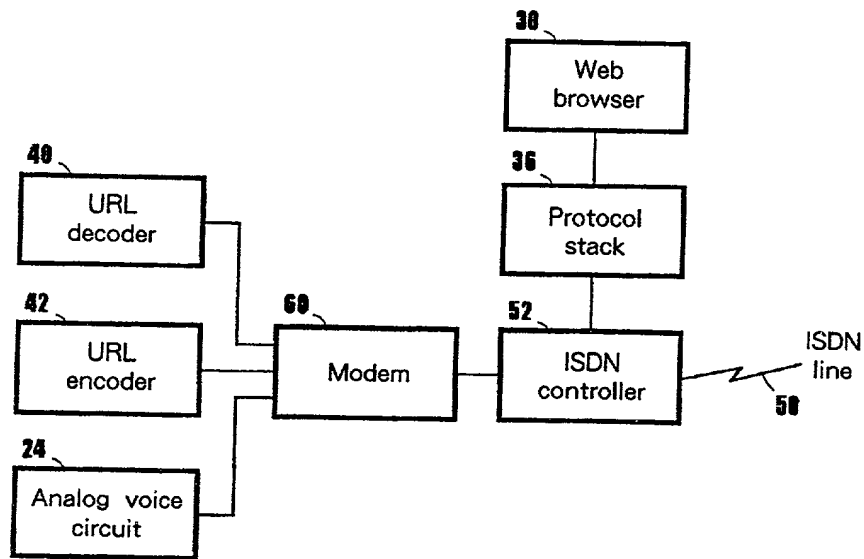 38
Web
browser
40
URL
decoder
36
Protocol
stack
42
URL
encoder
60
Modem
52
ISDN
controller
ISDN
line
50
24
Analog voice
circuit